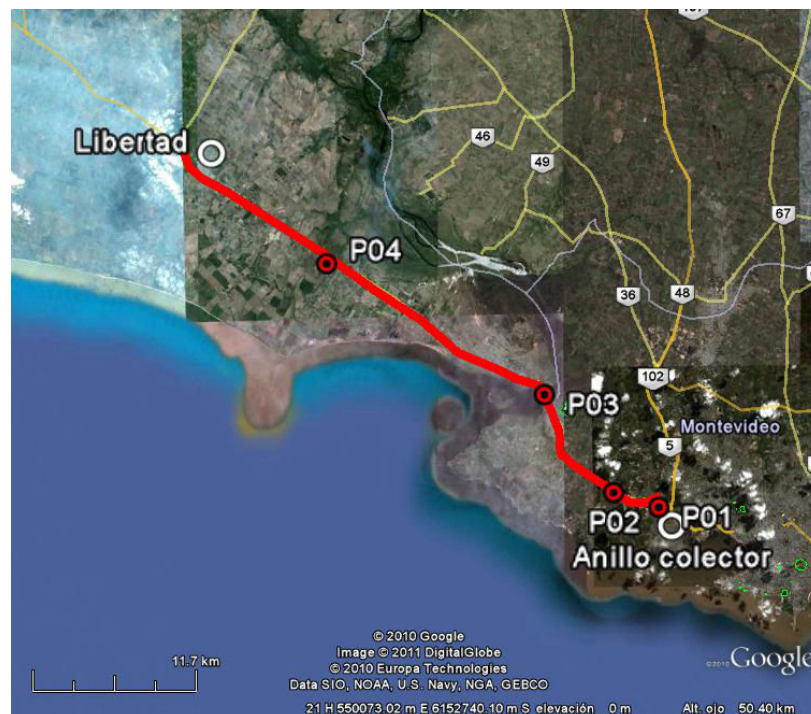 107
Libertad
46
49
67
P04
36
48
102
P03
Montevideo
5
P02
P01
Anillo colector
© 2010 Google
Image © 2011 DigitalGlobe
© 2010 Europa Technologies
Data SIO, NOAA, U.S. Navy, NGA, GEBCO
11.7 km
©2010 Google
21 H 550073.02 m E 6152740.10 m S elevación 0 m Alt. ojo 50.40 km